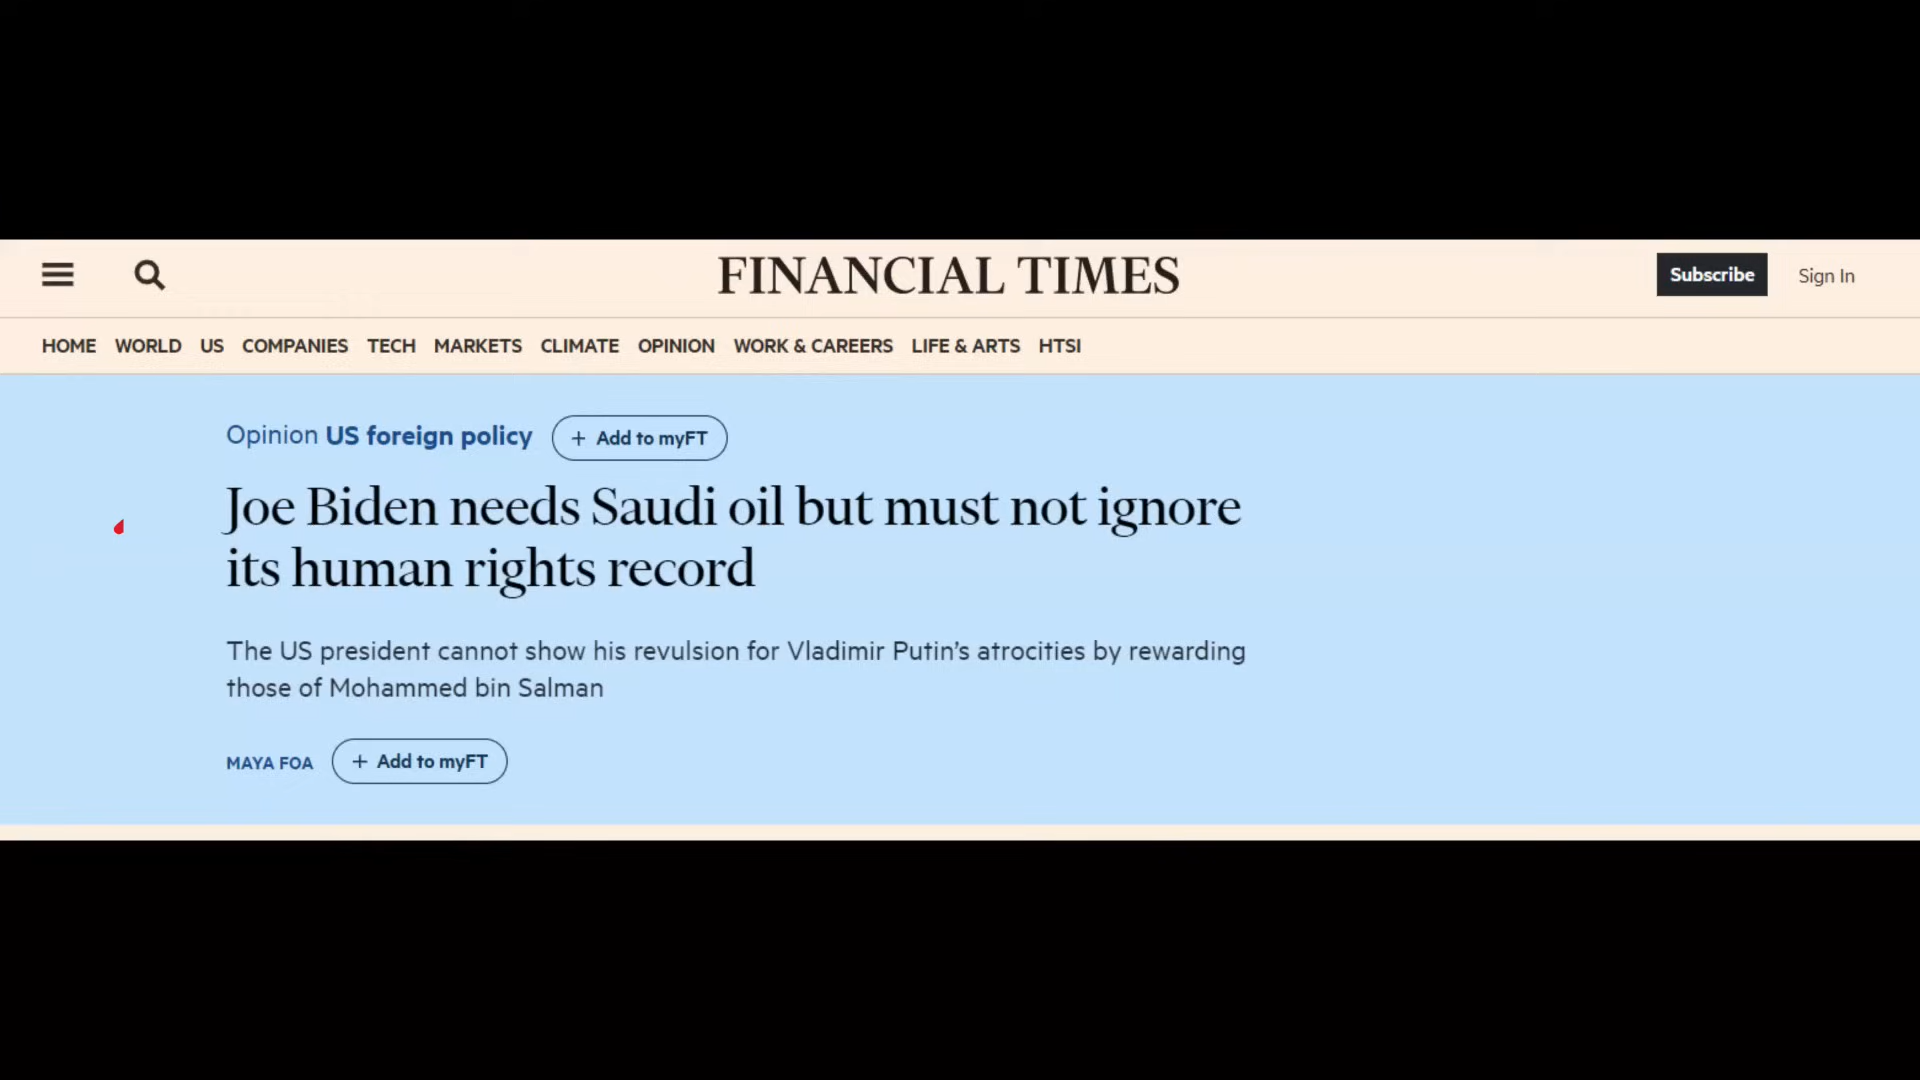 FINANCIAL TIMES
Subscribe
Sign In
HOME WORLD US COMPANIES TECH MARKETS CLIMATE OPINION WORK & CAREERS LIFE & ARTS HTSI
Opinion US foreign policy + Add to myFT
Joe Biden needs Saudi oil but must not ignore
its human rights record
The US president cannot show his revulsion for Vladimir Putin’s atrocities by rewarding
those of Mohammed bin Salman
MAYA FOA + Add to myFT